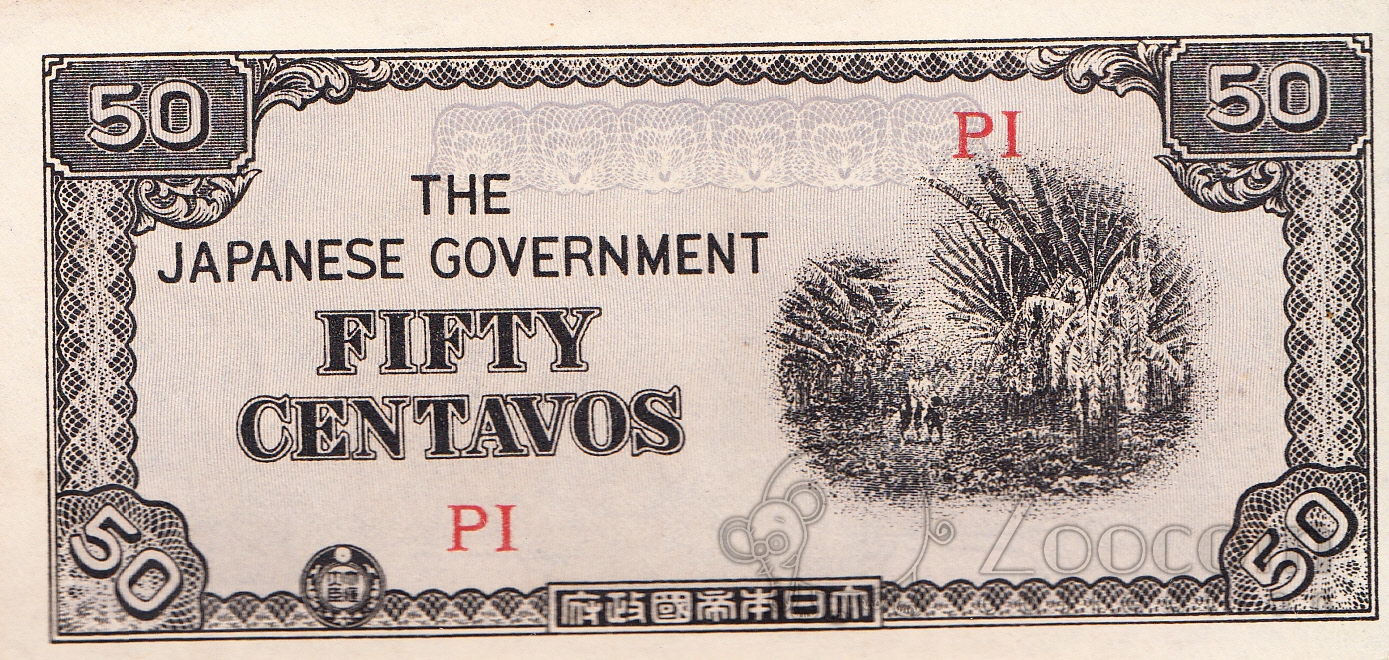 50
50
PI
THE
JAPANESE GOVERNMENT
FIFTY
CENTAVOS
PI
50
50
大日本帝國政府